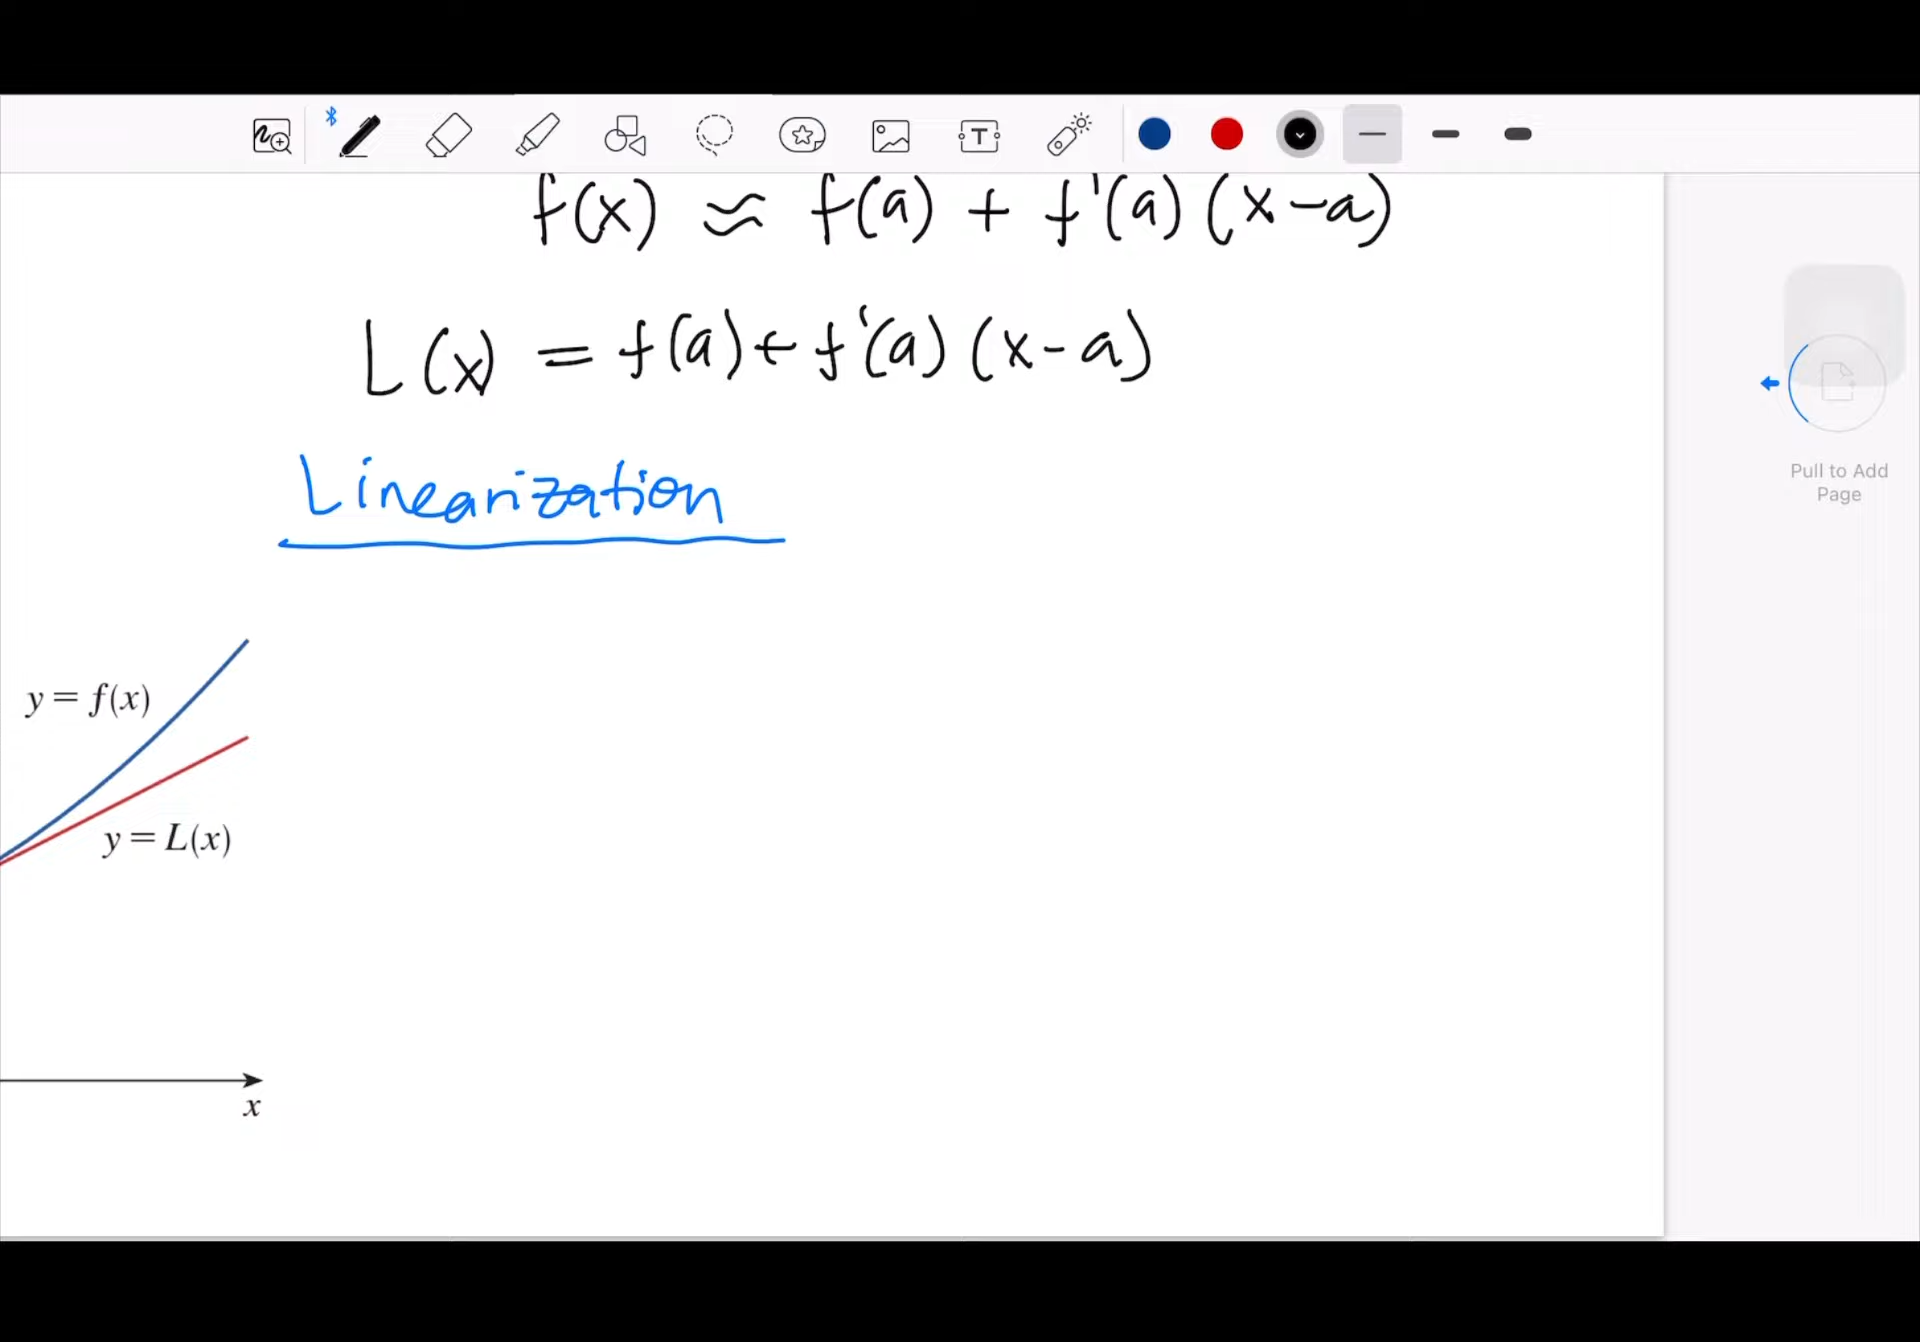 f(x) ≈ f(a) + f'(a) (x-a)
L(x) = f(a) + f'(a) (x-a)
Pull to Add
Page
Linearization
y = f(x)
y = L(x)
x